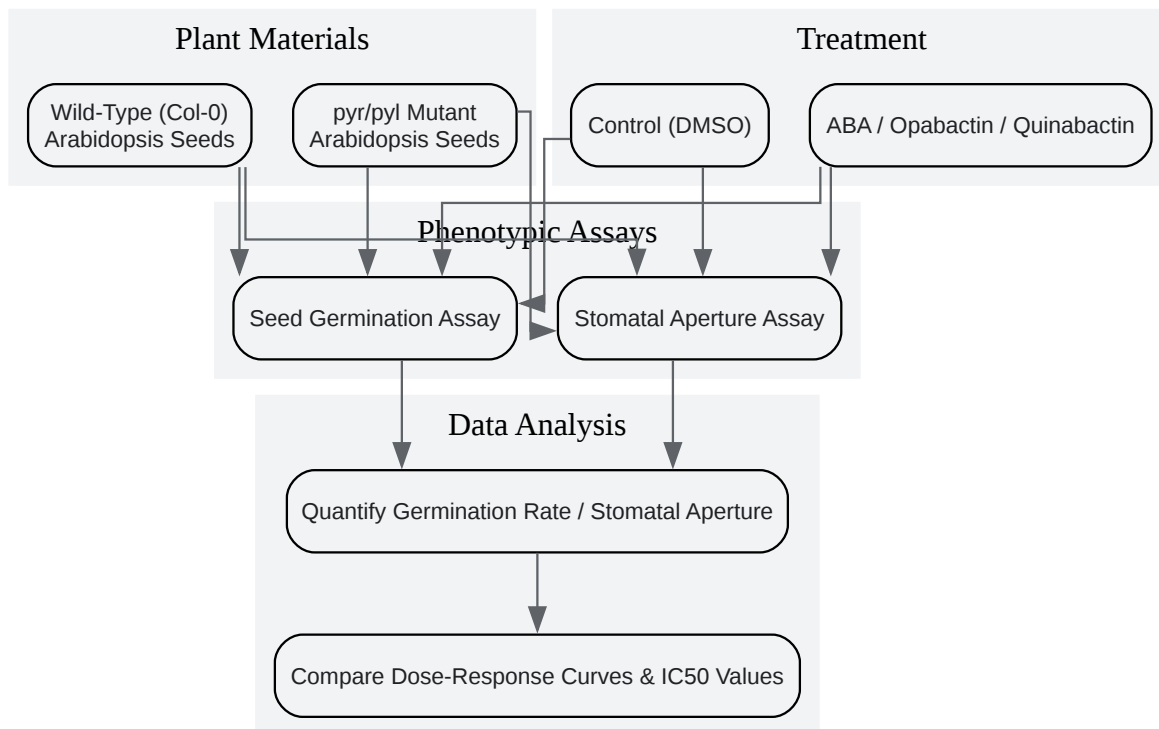 Plant Materials
Treatment
Wild-Type (Col-0)
Arabidopsis Seeds
pyr/pyl Mutant
Arabidopsis Seeds
Control (DMSO)
ABA / Opabactin / Quinabactin
Phenotypic Assays
Seed Germination Assay
Stomatal Aperture Assay
Data Analysis
Quantify Germination Rate / Stomatal Aperture
Compare Dose-Response Curves & IC50 Values